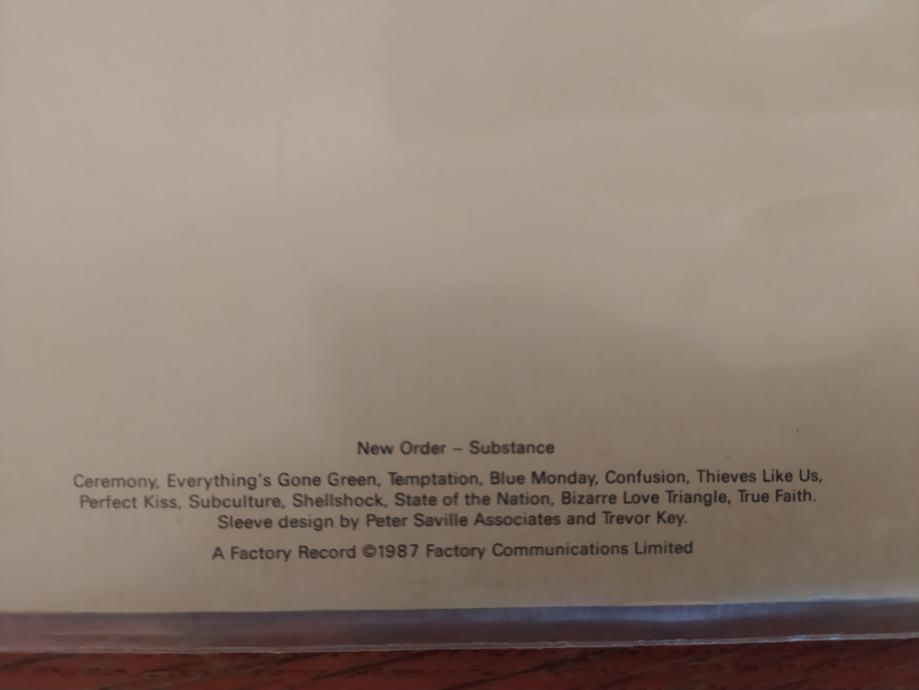 New Order – Substance
Ceremony, Everything's Gone Green, Temptation, Blue Monday, Confusion, Thieves Like Us,
Perfect Kiss, Subculture, Shellshock, State of the Nation, Bizarre Love Triangle, True Faith.
Sleeve design by Peter Saville Associates and Trevor Key.
A Factory Record ©1987 Factory Communications Limited